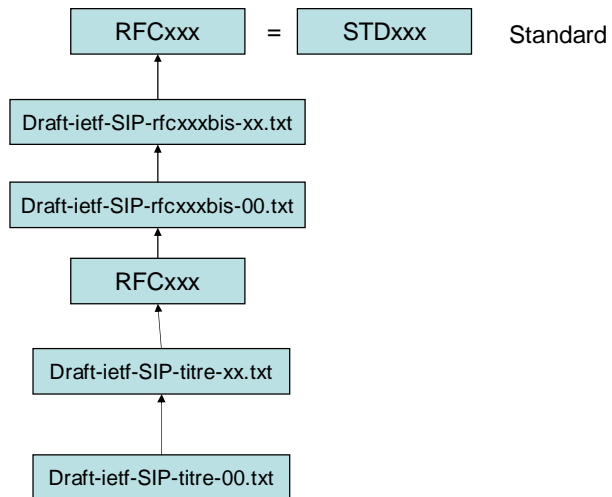 RFCxxx = STDxxx Standard
Draft-ietf-SIP-rfcxxxbis-xx.txt
Draft-ietf-SIP-rfcxxxbis-00.txt
RFCxxx
Draft-ietf-SIP-titre-xx.txt
Draft-ietf-SIP-titre-00.txt